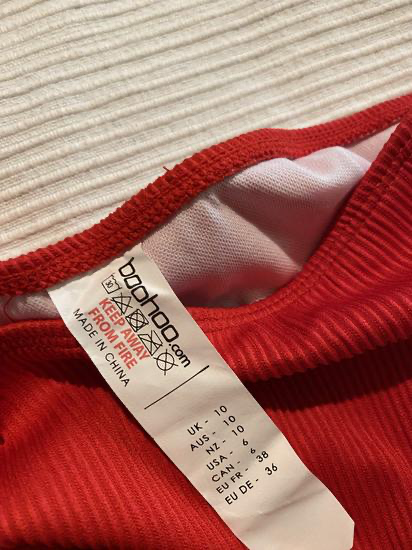 boohoo.com
30
KEEP AWAY
FROM FIRE
MADE IN CHINA
UK - 10
AUS - 10
NZ - 10
USA - 6
CAN - 6
EU FR - 38
EU DE - 36